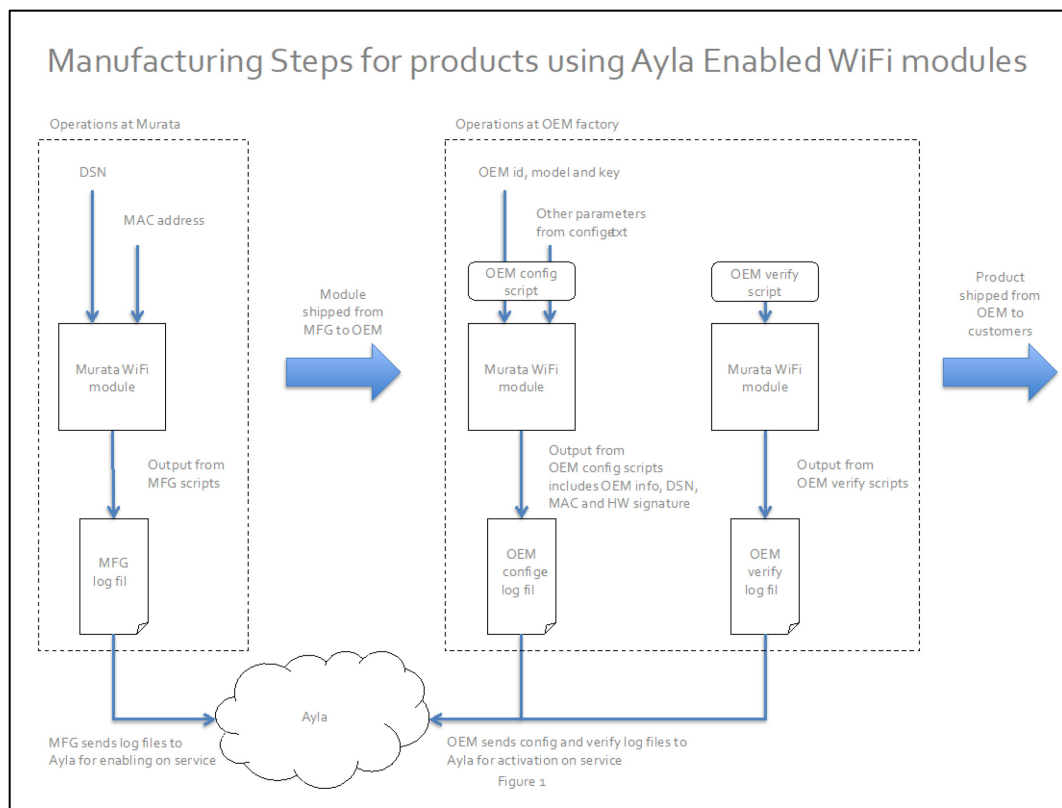 Manufacturing Steps for products using Ayla Enabled WiFi modules
Operations at Murata
DSN
MAC address
Murata WiFi
module
Output from
MFG scripts
MFG
log fil
MFG sends log files to
Ayla for enabling on service
Module
shipped from
MFG to OEM
Operations at OEM factory
OEM id, model and key
Other parameters
from confige.txt
OEM config
script
Murata WiFi
module
Output from
OEM config scripts
includes OEM info, DSN,
MAC and HW signature
OEM
confige
log fil
OEM verify
script
Murata WiFi
module
Output from
OEM verify scripts
OEM
verify
log fil
Product
shipped from
OEM to
customers
Ayla
OEM sends config and verify log files to
Ayla for activation on service
Figure 1